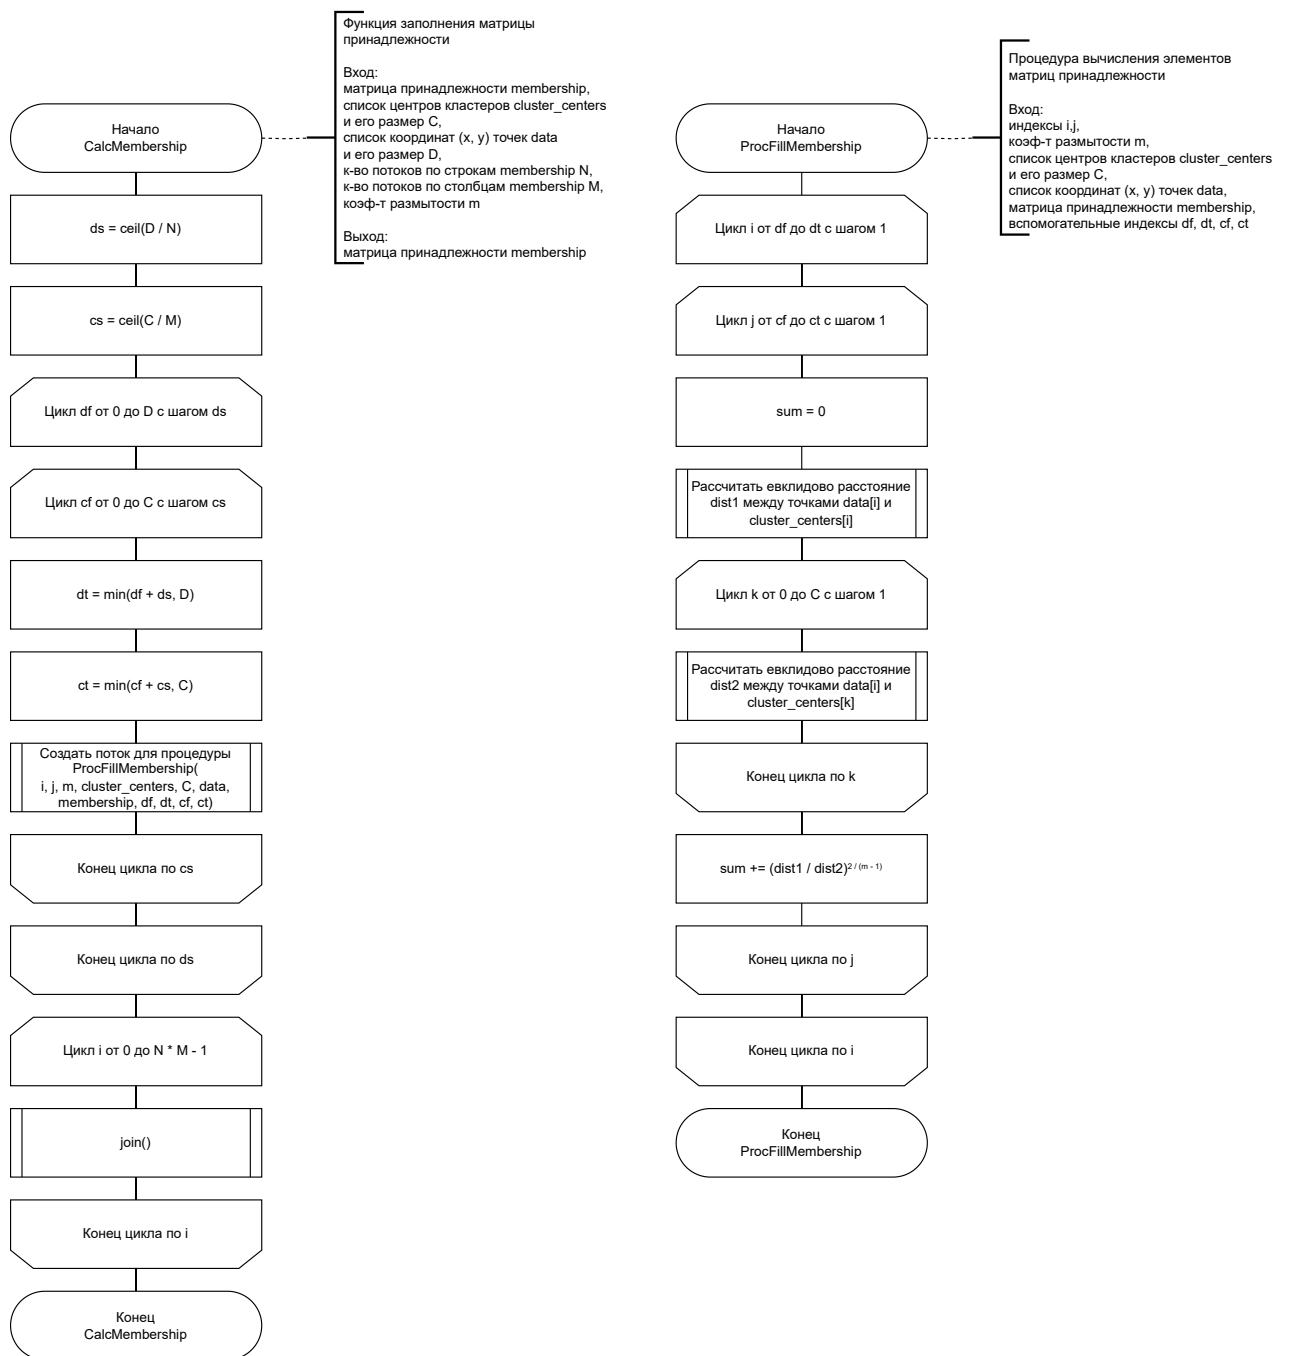 Функция заполнения матрицы
принадлежности
Вход:
матрица принадлежности membership,
список центров кластеров cluster_centers
и его размер C,
список координат (x, y) точек data
и его размер D,
к-во потоков по строкам membership N,
к-во потоков по столбцам membership M,
коэф-т размытости m
Выход:
матрица принадлежности membership
Начало
CalcMembership
ds = ceil(D / N)
cs = ceil(C / M)
Цикл df от 0 до D с шагом ds
Цикл cf от 0 до C с шагом cs
dt = min(df + ds, D)
ct = min(cf + cs, C)
Создать поток для процедуры
ProcFillMembership(
i, j, m, cluster_centers, C, data,
membership, df, dt, cf, ct)
Конец цикла по cs
Конец цикла по ds
Цикл i от 0 до N * M - 1
join()
Конец цикла по i
Конец
CalcMembership
Процедура вычисления элементов
матриц принадлежности
Вход:
индексы i,j,
коэф-т размытости m,
список центров кластеров cluster_centers
и его размер C,
список координат (x, y) точек data,
матрица принадлежности membership,
вспомогательные индексы df, dt, cf, ct
Начало
ProcFillMembership
Цикл i от df до dt с шагом 1
Цикл j от cf до ct с шагом 1
sum = 0
Рассчитать евклидово расстояние
dist1 между точками data[i] и
cluster_centers[i]
Цикл k от 0 до C с шагом 1
Рассчитать евклидово расстояние
dist2 между точками data[i] и
cluster_centers[k]
Конец цикла по k
sum += (dist1 / dist2)2 / (m - 1)
Конец цикла по j
Конец цикла по i
Конец
ProcFillMembership